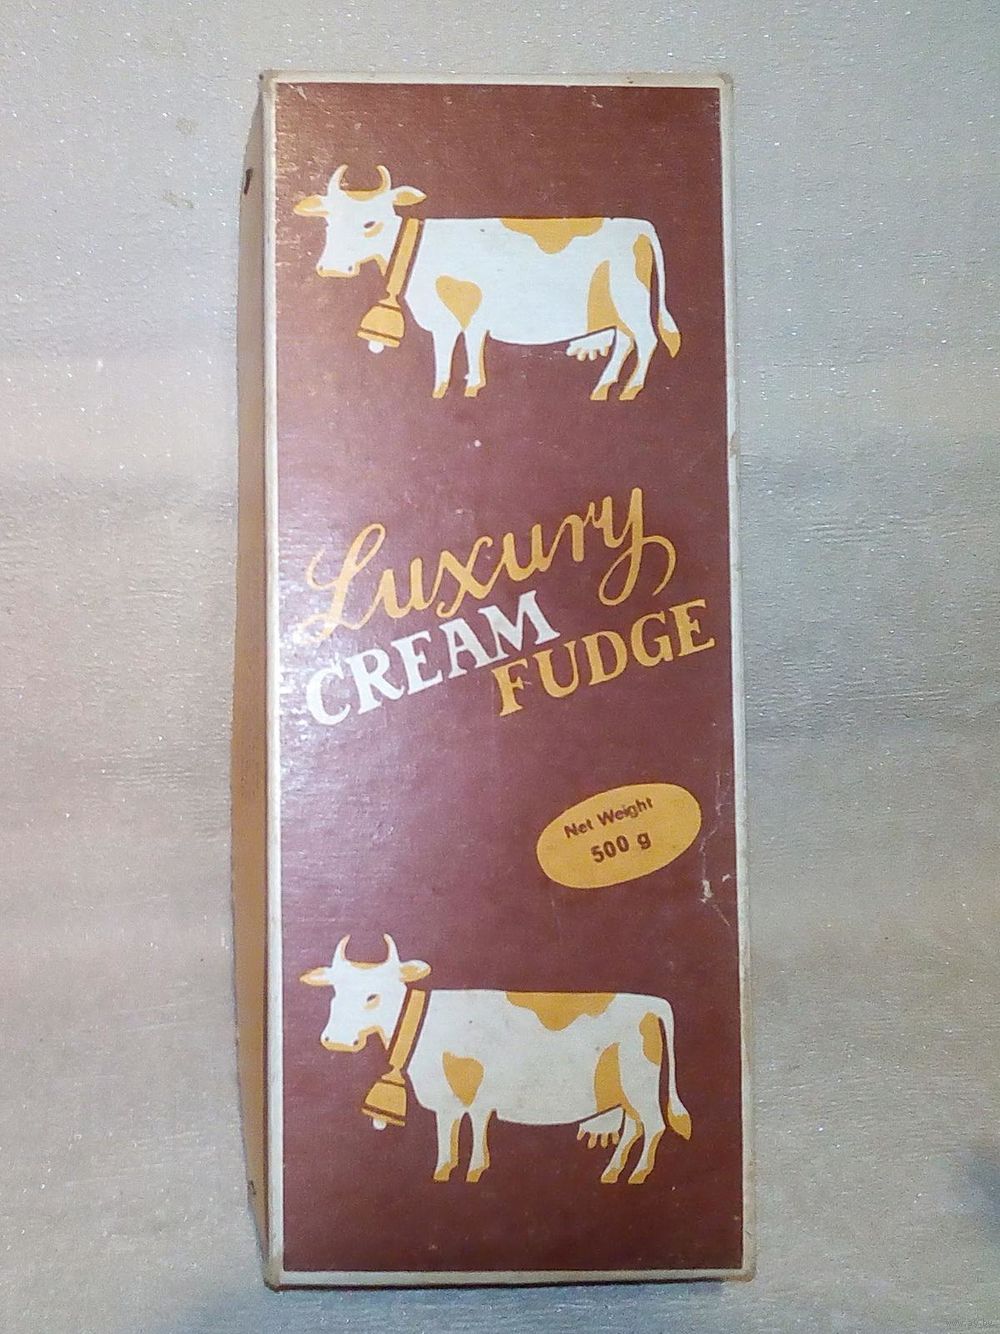 Luxury
CREAM
FUDGE
Net Weight
500 g